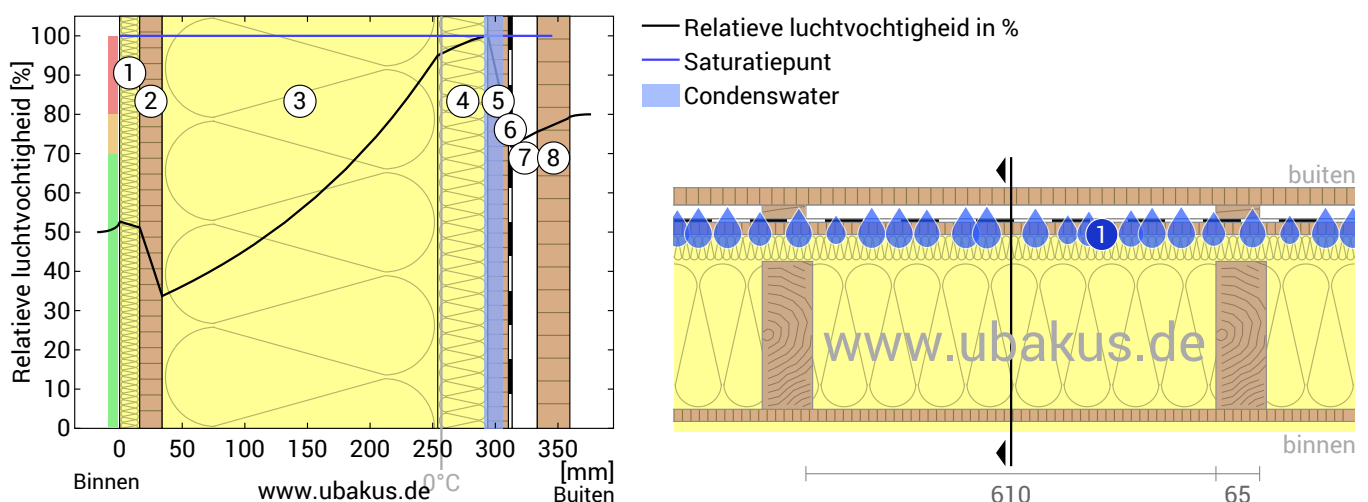 Relatieve luchtvochtigheid [%]
100
90
80
70
60
50
40
30
20
10
0
1
2
3
4
5
6
7
8
0 50 100 150 200 250 300 350
[mm]
Binnen
www.ubakus.de
0°C
Buiten
Relatieve luchtvochtigheid in %
Saturatiepunt
Condenswater
buiten
1
www.ubakus.de
binnen
610
65